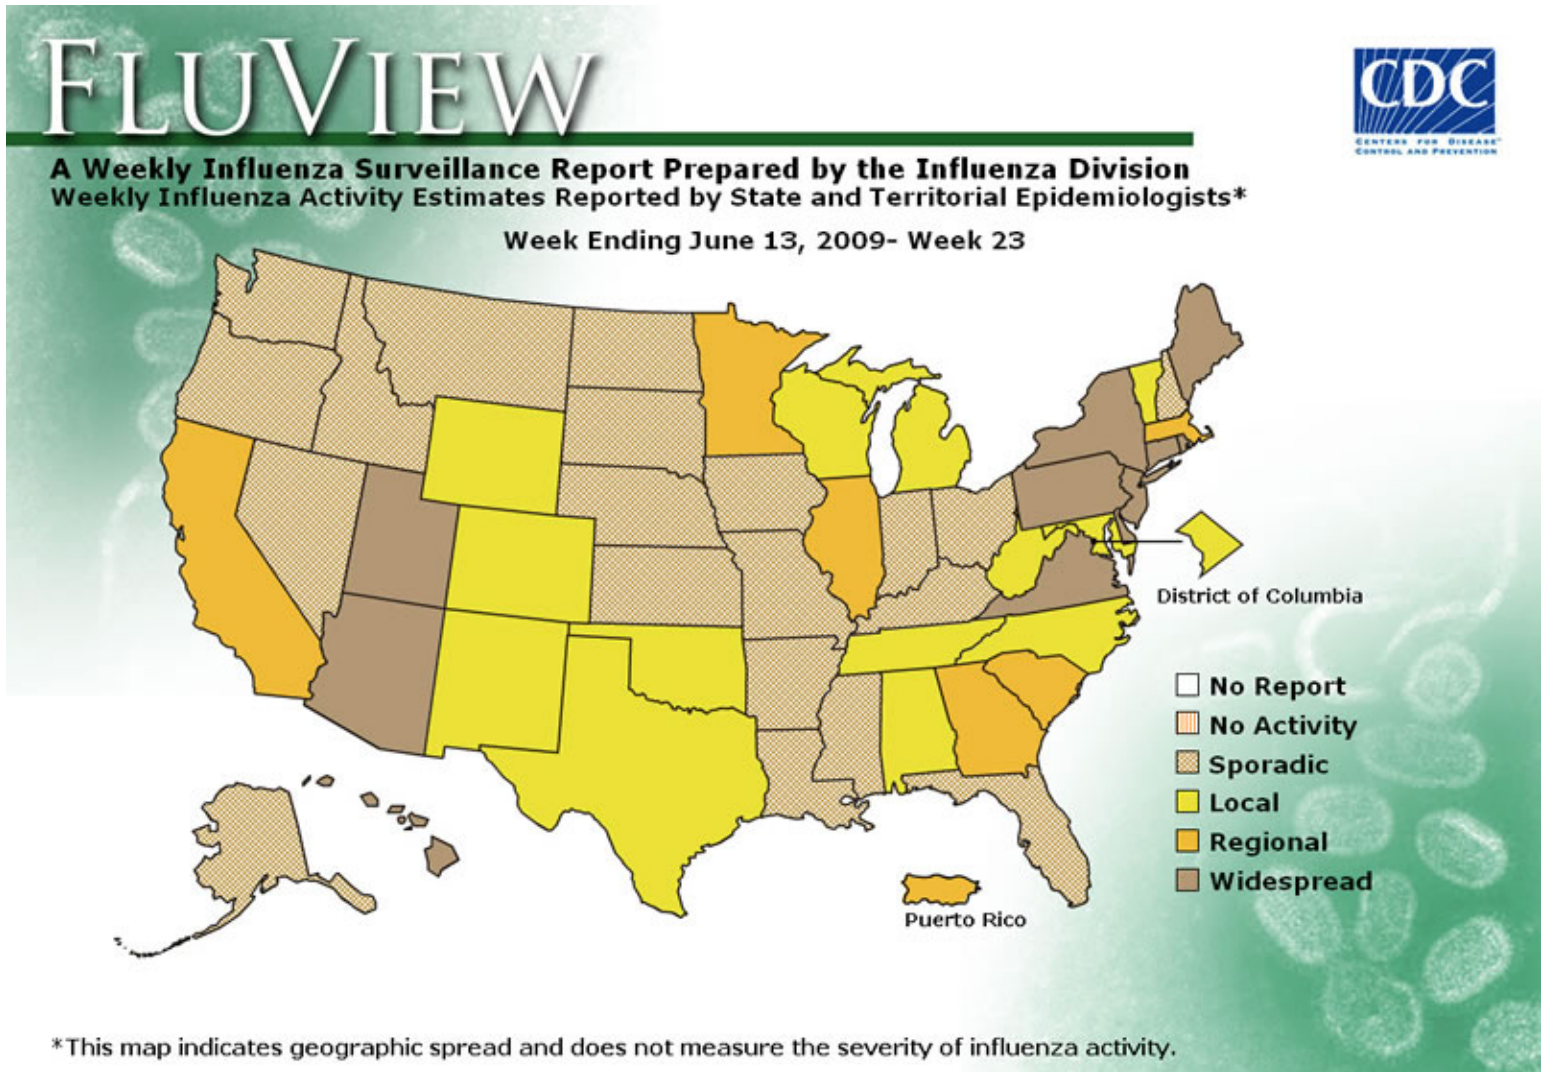 FLUVIEW
CDC
CENTERS FOR DISEASE™
CONTROL AND PREVENTION
A Weekly Influenza Surveillance Report Prepared by the Influenza Division
Weekly Influenza Activity Estimates Reported by State and Territorial Epidemiologists*
Week Ending June 13, 2009- Week 23
District of Columbia
No Report
No Activity
Sporadic
Local
Regional
Widespread
Puerto Rico
*This map indicates geographic spread and does not measure the severity of influenza activity.